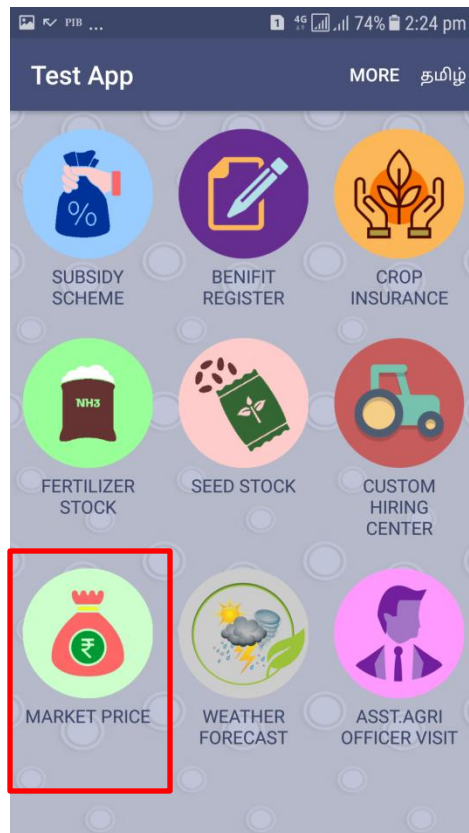 PIB ...
1 4G 74% 2:24 pm
Test App
MORE தமிழ்
%
SUBSIDY
SCHEME
BENIFIT
REGISTER
CROP
INSURANCE
NH3
FERTILIZER
STOCK
SEED STOCK
CUSTOM
HIRING
CENTER
₹
MARKET PRICE
WEATHER
FORECAST
ASST.AGRI
OFFICER VISIT